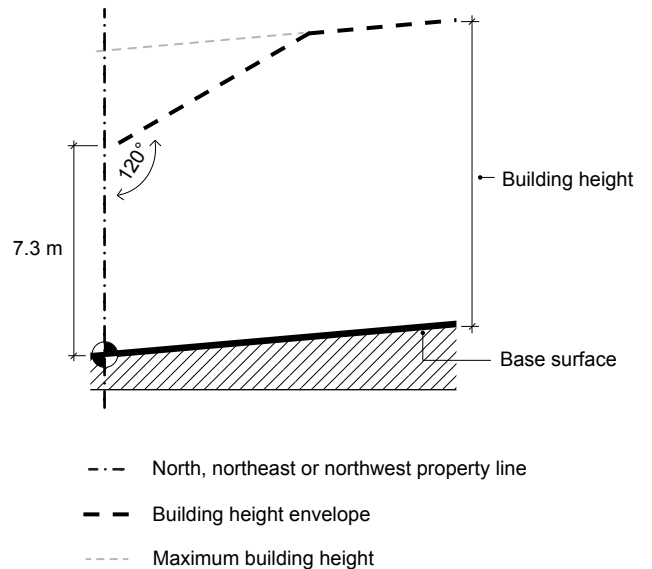 120°
Building height
7.3 m
Base surface
North, northeast or northwest property line
Building height envelope
Maximum building height